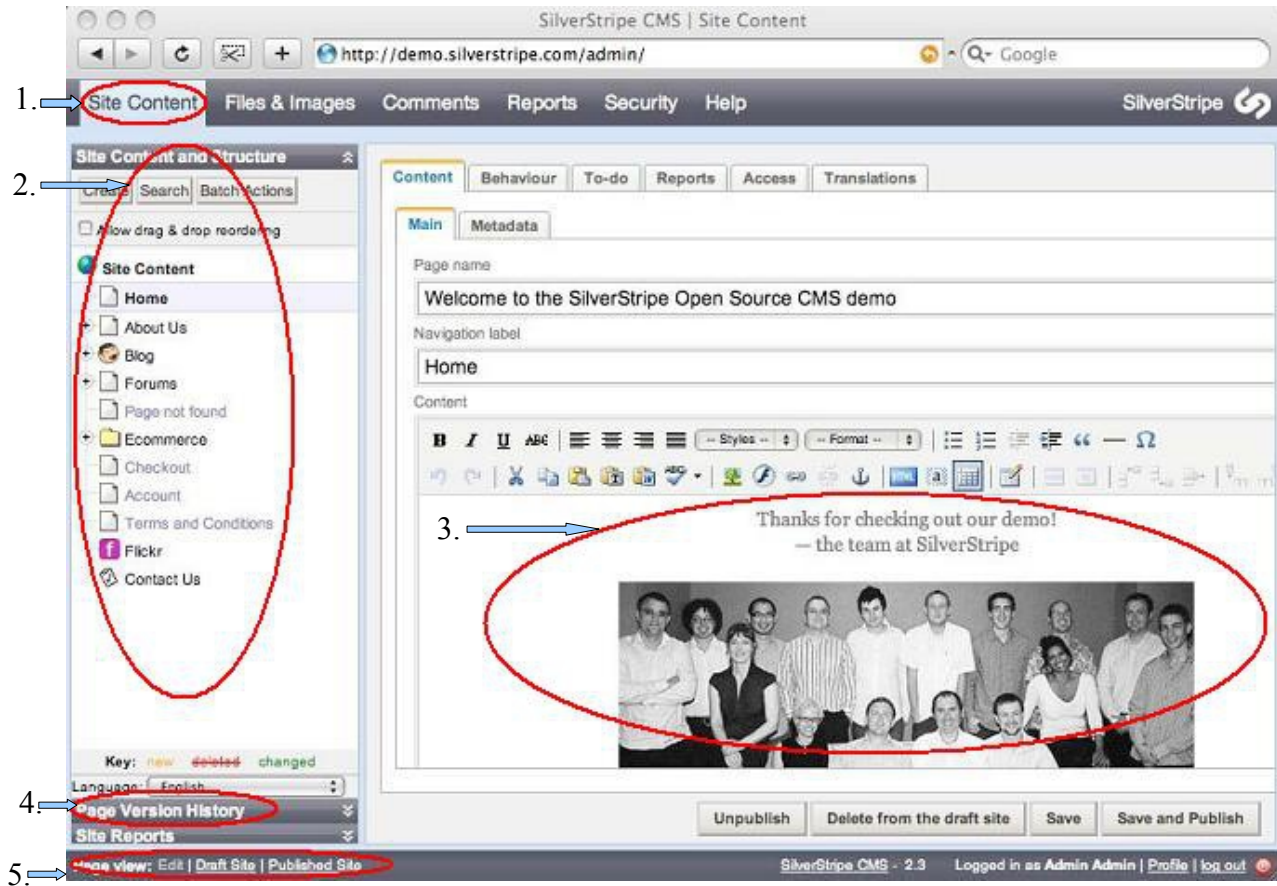 SilverStripe CMS | Site Content
http://demo.silverstripe.com/admin/
Google
1.
Site Content Files & Images Comments Reports Security Help SilverStripe
Site Content and Structure
2.
Create Search Batch Actions
Allow drag & drop reordering
Site Content
Home
About Us
Blog
Forums
Page not found
Ecommerce
Checkout
Account
Terms and Conditions
Flickr
Contact Us
Key: new deleted changed
Language: English
4.
Page Version History
Site Reports
Content Behaviour To-do Reports Access Translations
Main Metadata
Page name
Welcome to the SilverStripe Open Source CMS demo
Navigation label
Home
Content
B I U ABC -- Styles -- -- Format --
3.
Thanks for checking out our demo!
— the team at SilverStripe
Unpublish Delete from the draft site Save Save and Publish
5.
Page view: Edit | Draft Site | Published Site SilverStripe CMS - 2.3 Logged in as Admin Admin | Profile | log out